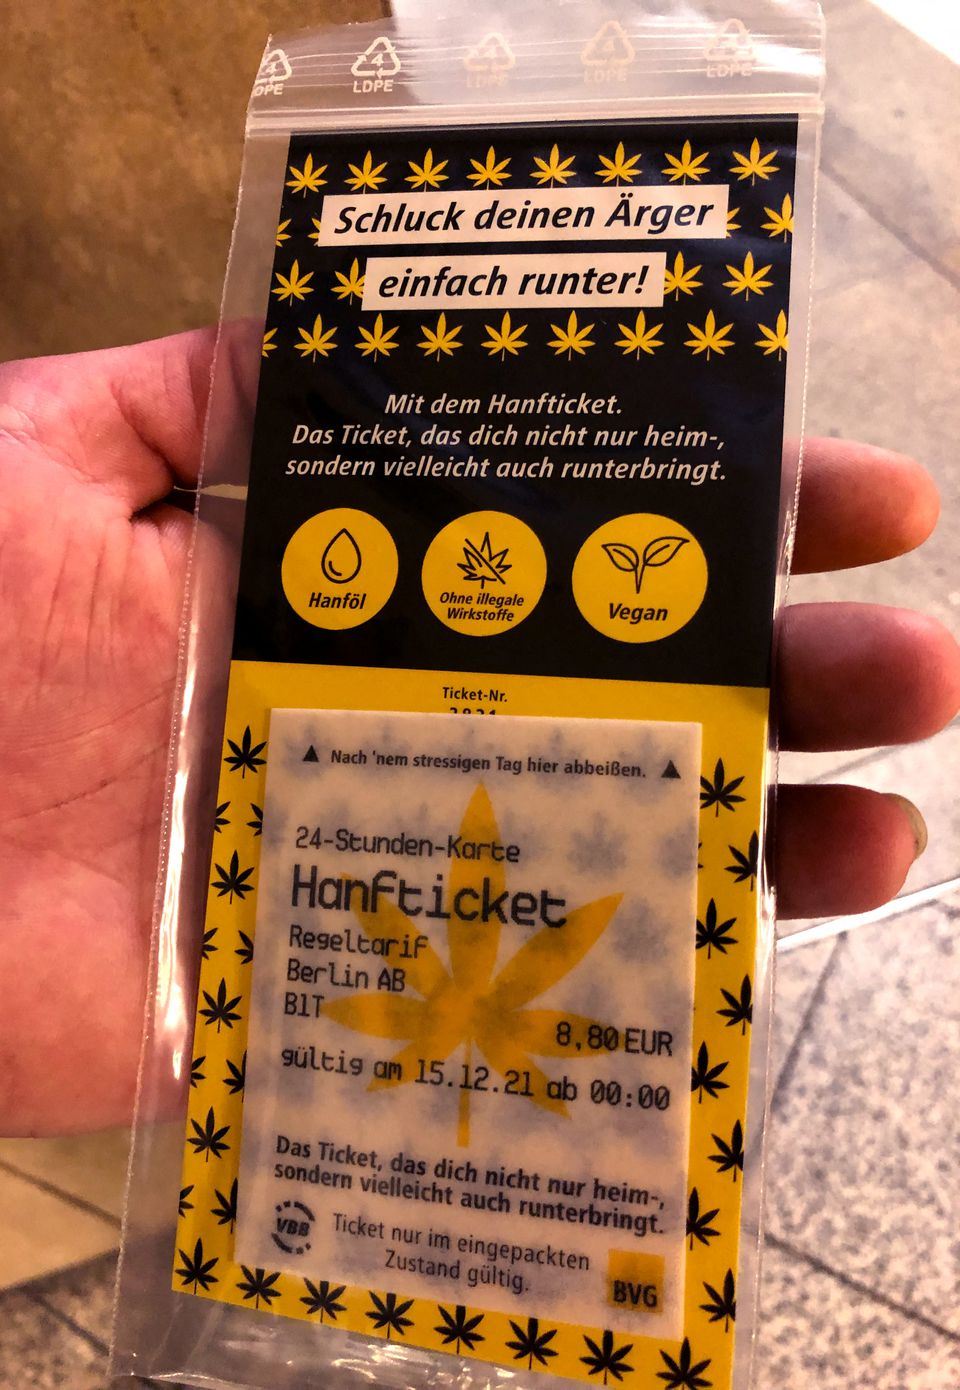 4 4 4 4 4
LDPE LDPE LDPE LDPE
Schluck deinen Ärger
einfach runter!
Mit dem Hanfticket.
Das Ticket, das dich nicht nur heim-,
sondern vielleicht auch runterbringt.
Hanföl
Ohne illegale
Wirkstoffe
Vegan
Ticket-Nr.
▲ Nach 'nem stressigen Tag hier abbeißen. ▲
24-Stunden-Karte
Hanfticket
Regeltarif
Berlin AB
B1T
8,80 EUR
gültig am 15.12.21 ab 00:00
Das Ticket, das dich nicht nur heim-,
sondern vielleicht auch runterbringt.
VBB
Ticket nur im eingepackten
Zustand gültig.
BVG